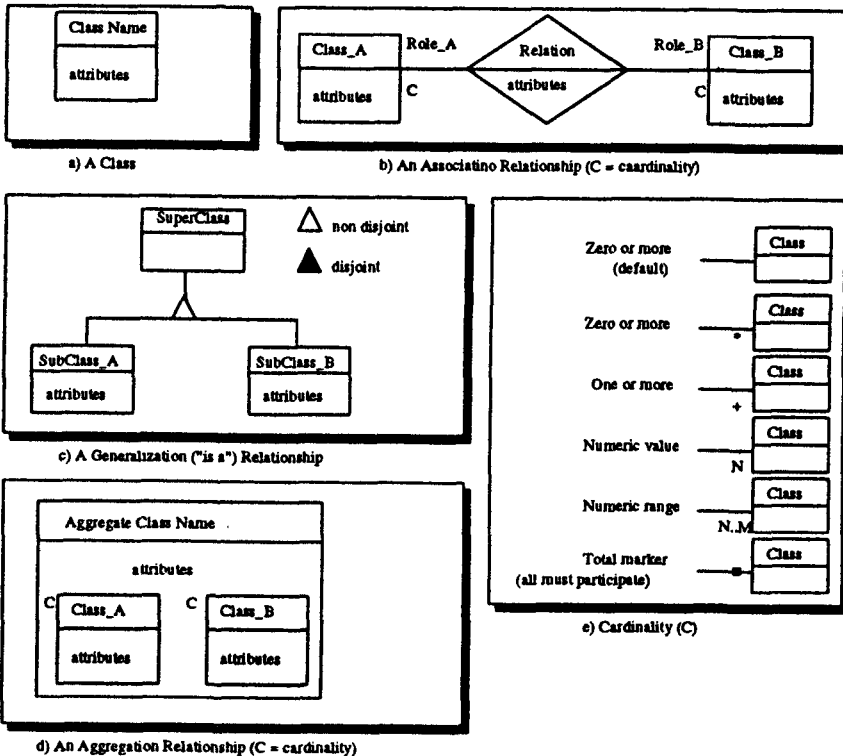 Class Name
attributes
a) A Class
Class_A
attributes
Role_A
C
Relation
attributes
Role_B
C
Class_B
attributes
b) An Associatino Relationship (C = caardinality)
SuperClass
non disjoint
disjoint
SubClass_A
attributes
SubClass_B
attributes
c) A Generalization ("is a") Relationship
Aggregate Class Name
attributes
C
Class_A
attributes
C
Class_B
attributes
d) An Aggregation Relationship (C = cardinality)
Zero or more
(default)
Class
Zero or more
*
Class
One or more
+
Class
Numeric value
N
Class
Numeric range
N..M
Class
Total marker
(all must participate)
Class
e) Cardinality (C)